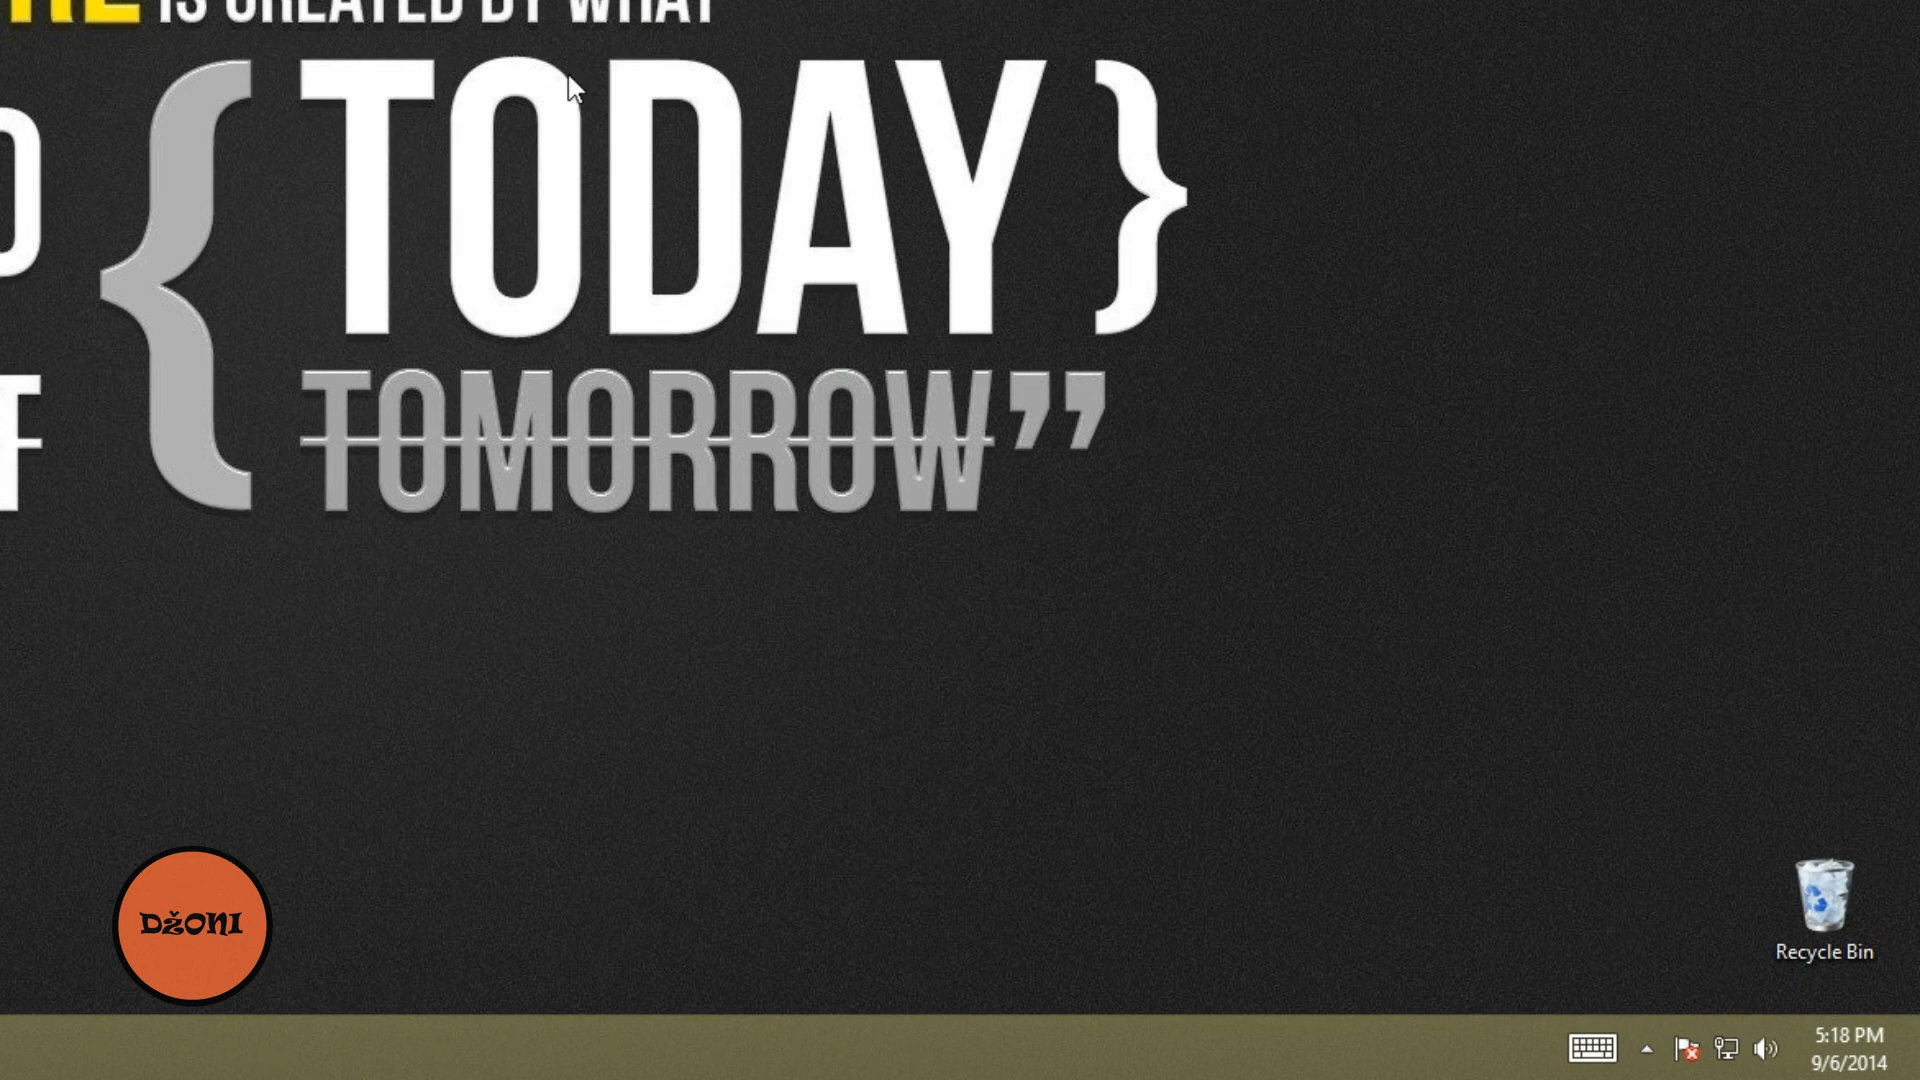 IS CREATED BY WHAT
{ TODAY }
TOMORROW”
DŽONI
Recycle Bin
5:18 PM
9/6/2014